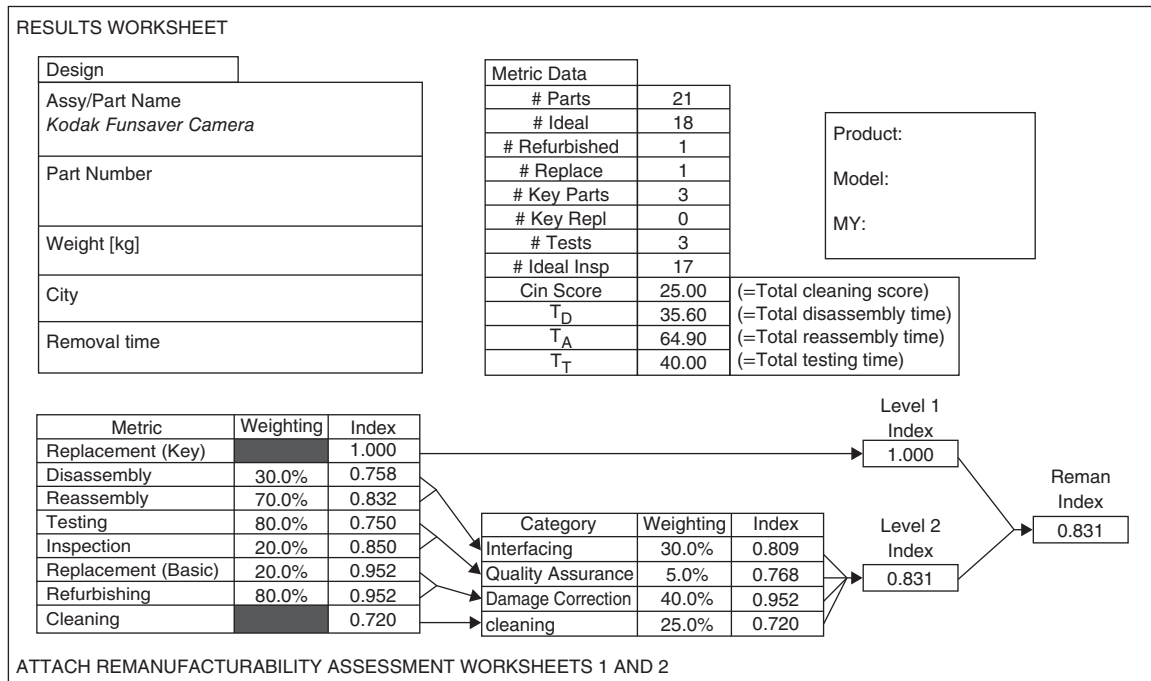 RESULTS WORKSHEET
Design
Assy/Part Name
Kodak Funsaver Camera
Part Number
Weight [kg]
City
Removal time
Metric Data
# Parts 21
# Ideal 18
# Refurbished 1
# Replace 1
# Key Parts 3
# Key Repl 0
# Tests 3
# Ideal Insp 17
Cin Score 25.00 (=Total cleaning score)
TD 35.60 (=Total disassembly time)
TA 64.90 (=Total reassembly time)
TT 40.00 (=Total testing time)
Product:
Model:
MY:
Metric Weighting Index
Replacement (Key) 1.000
Disassembly 30.0% 0.758
Reassembly 70.0% 0.832
Testing 80.0% 0.750
Inspection 20.0% 0.850
Replacement (Basic) 20.0% 0.952
Refurbishing 80.0% 0.952
Cleaning 0.720
Category Weighting Index
Interfacing 30.0% 0.809
Quality Assurance 5.0% 0.768
Damage Correction 40.0% 0.952
cleaning 25.0% 0.720
Level 1
Index
1.000
Level 2
Index
0.831
Reman
Index
0.831
ATTACH REMANUFACTURABILITY ASSESSMENT WORKSHEETS 1 AND 2